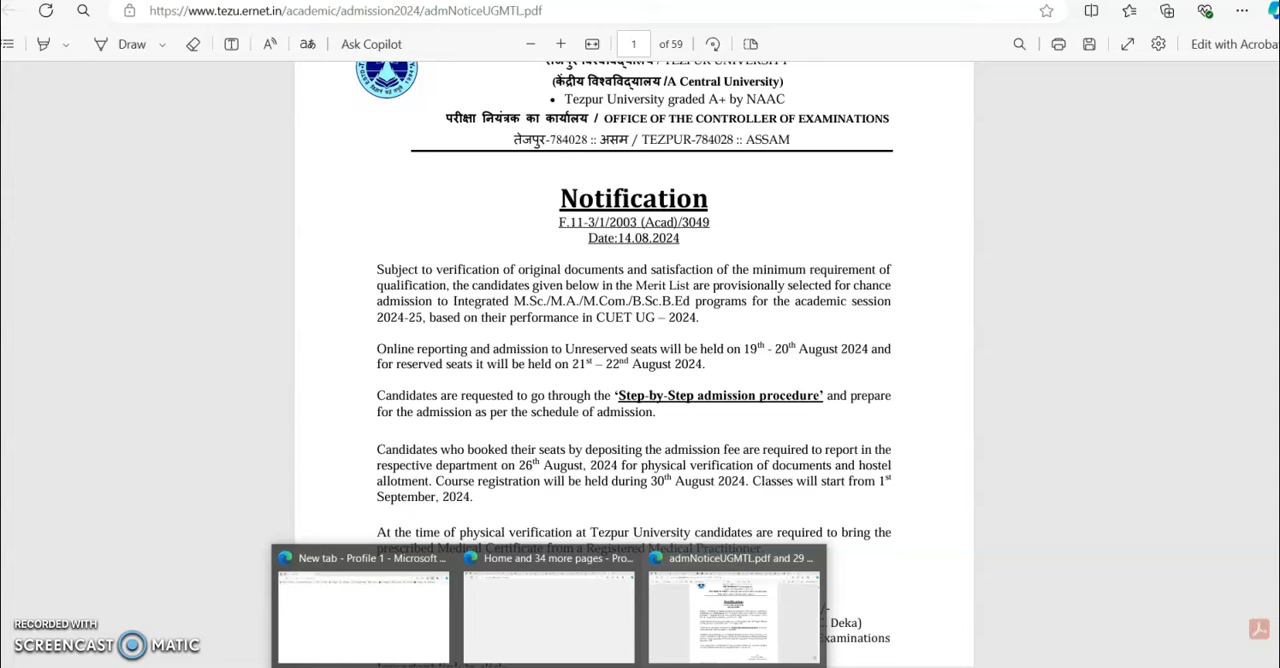 https://www.tezu.ernet.in/academic/admission2024/admNoticeUGMTL.pdf
Draw
Ask Copilot
1 of 59
Edit with Acroba
तेजपुर विश्वविद्यालय / TEZPUR UNIVERSITY
(केंद्रीय विश्वविद्यालय /A Central University)
• Tezpur University graded A+ by NAAC
परीक्षा नियंत्रक का कार्यालय / OFFICE OF THE CONTROLLER OF EXAMINATIONS
तेजपुर-784028 :: असम / TEZPUR-784028 :: ASSAM
Notification
F.11-3/1/2003 (Acad)/3049
Date:14.08.2024
Subject to verification of original documents and satisfaction of the minimum requirement of
qualification, the candidates given below in the Merit List are provisionally selected for chance
admission to Integrated M.Sc./M.A./M.Com./B.Sc.B.Ed programs for the academic session
2024-25, based on their performance in CUET UG – 2024.
Online reporting and admission to Unreserved seats will be held on 19th - 20th August 2024 and
for reserved seats it will be held on 21st – 22nd August 2024.
Candidates are requested to go through the ‘Step-by-Step admission procedure’ and prepare
for the admission as per the schedule of admission.
Candidates who booked their seats by depositing the admission fee are required to report in the
respective department on 26th August, 2024 for physical verification of documents and hostel
allotment. Course registration will be held during 30th August 2024. Classes will start from 1st
September, 2024.
At the time of physical verification at Tezpur University candidates are required to bring the
prescribed Medical Certificate from a Registered Medical Practitioner.
New tab - Profile 1 - Microsoft ...
Home and 34 more pages - Pro...
admNoticeUGMTL.pdf and 29 ...
Deka)
Examinations
RECORDED WITH
SCREENCAST MATIC